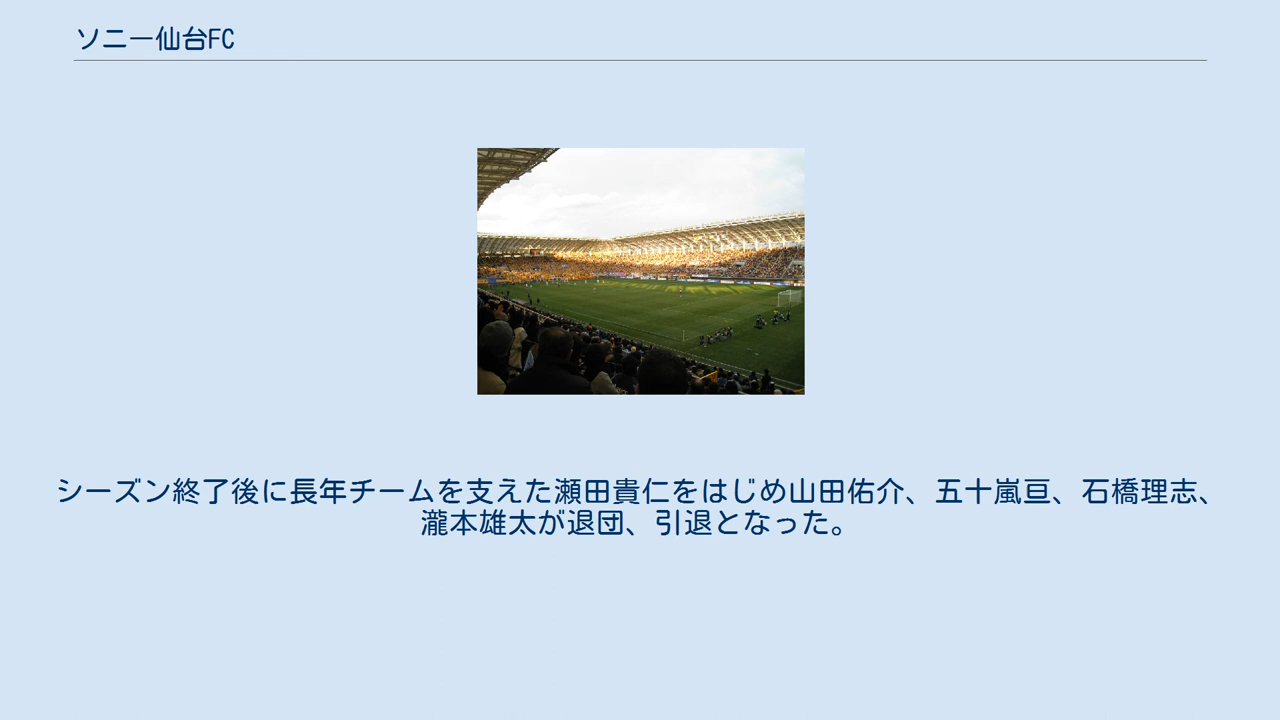 ソニー仙台FC
シーズン終了後に長年チームを支えた瀬田貴仁をはじめ山田佑介、五十嵐亘、石橋理志、
瀧本雄太が退団、引退となった。